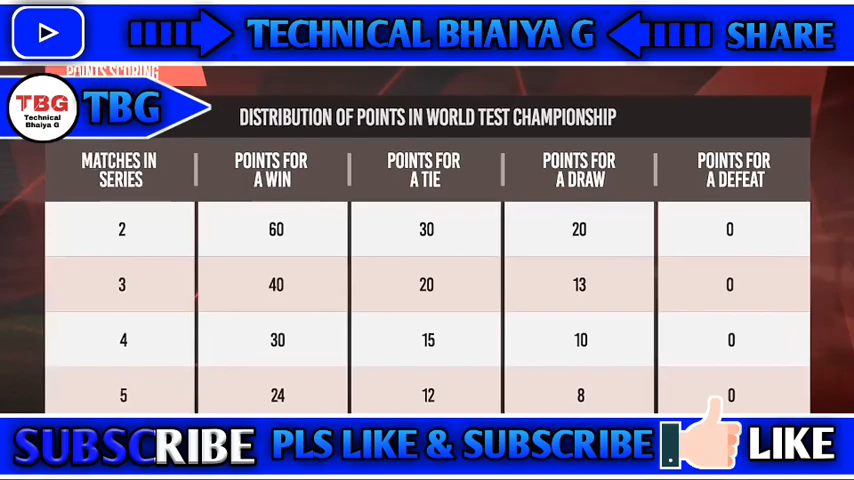 TECHNICAL BHAIYA G
SHARE
POINTS SCORING
TBG
Technical
Bhaiya G
TBG
DISTRIBUTION OF POINTS IN WORLD TEST CHAMPIONSHIP
MATCHES IN SERIES | POINTS FOR A WIN | POINTS FOR A TIE | POINTS FOR A DRAW | POINTS FOR A DEFEAT
2 60 30 20 0
3 40 20 13 0
4 30 15 10 0
5 24 12 8 0
SUBSCRIBE PLS LIKE & SUBSCRIBE LIKE